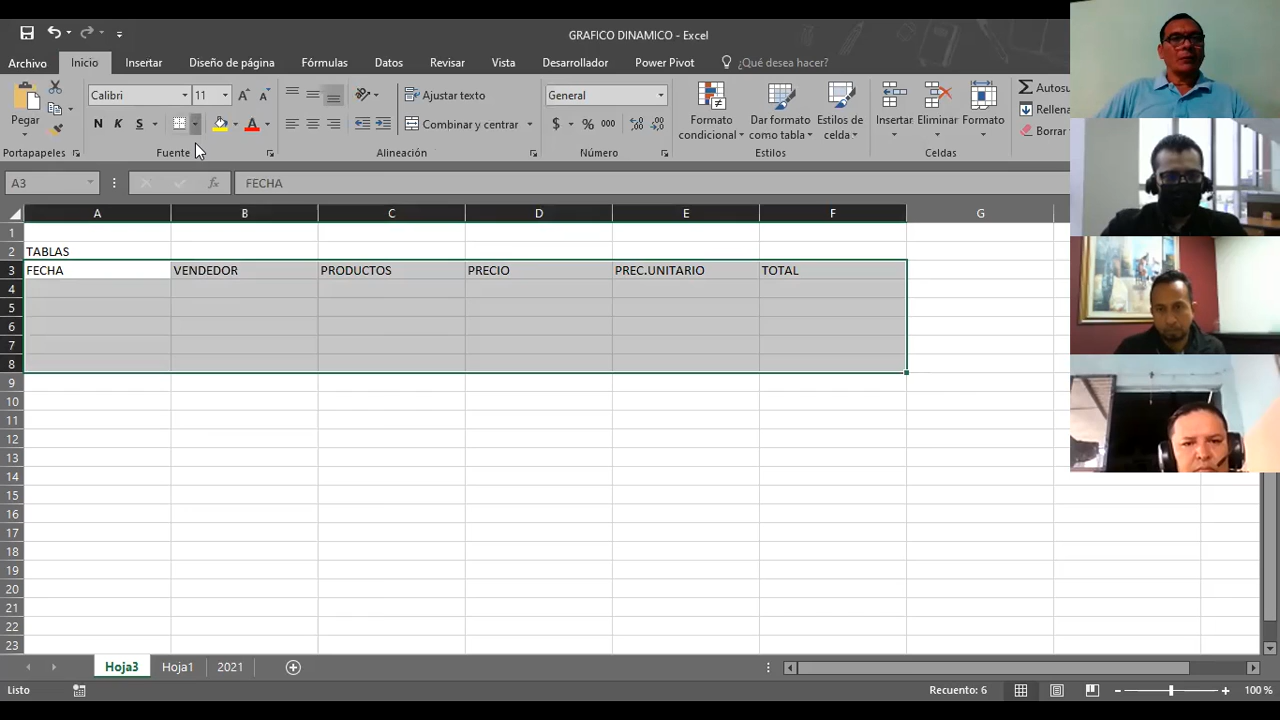 GRAFICO DINAMICO - Excel
Archivo Inicio Insertar Diseño de página Fórmulas Datos Revisar Vista Desarrollador Power Pivot ¿Qué desea hacer?
Calibri 11 Ajustar texto General Autosu
Pegar N K S Combinar y centrar $ % 000 Formato condicional Dar formato como tabla Estilos de celda Insertar Eliminar Formato Rellena
Borrar
Portapapeles Fuente Alineación Número Estilos Celdas
A3 fx FECHA
A B C D E F G
1
2 TABLAS
3 FECHA VENDEDOR PRODUCTOS PRECIO PREC.UNITARIO TOTAL
4
5
6
7
8
9
10
11
12
13
14
15
16
17
18
19
20
21
22
23
Hoja3 Hoja1 2021
Listo Recuento: 6 100 %